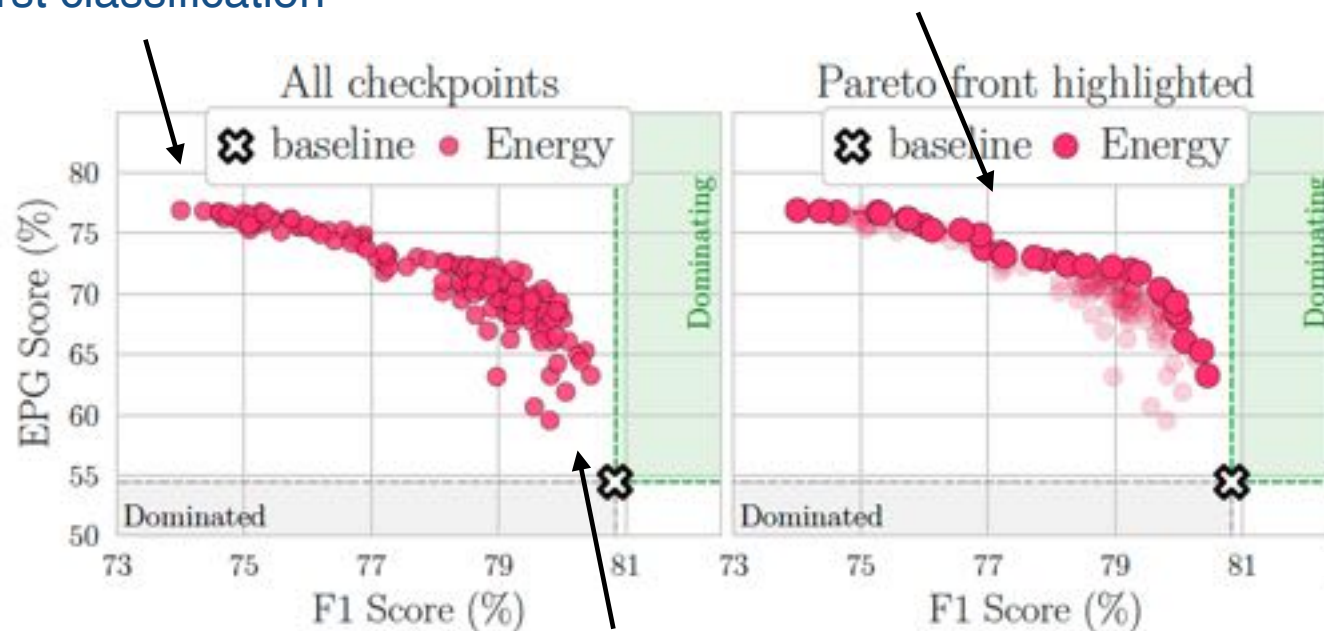 rst classification
All checkpoints
Pareto front highlighted
baseline Energy
baseline Energy
EPG Score (%)
80
75
70
65
60
55
50
Dominating
Dominating
Dominated
Dominated
73 75 77 79 81
73 75 77 79 81
F1 Score (%)
F1 Score (%)